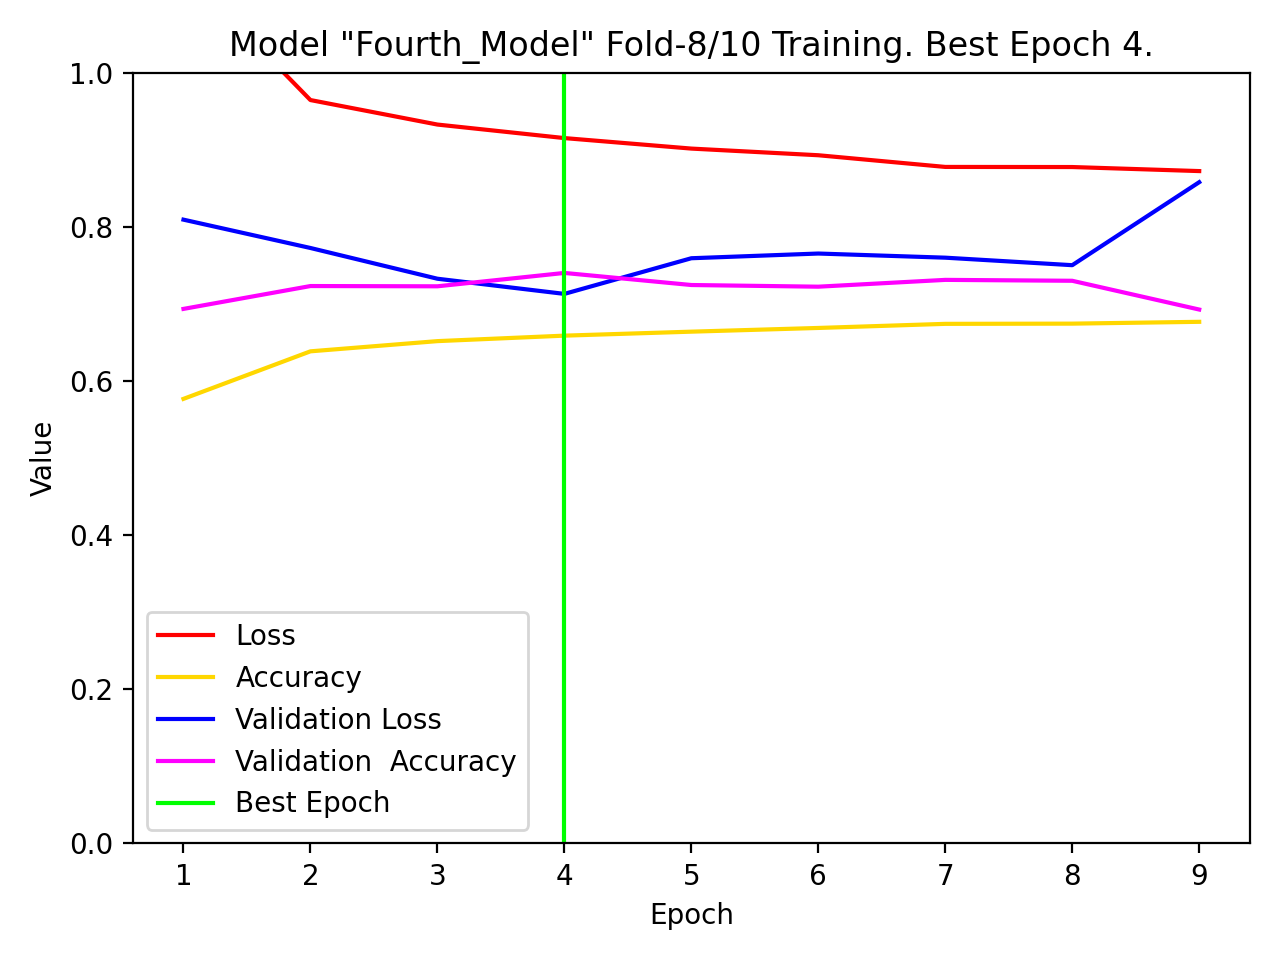 Model "Fourth_Model" Fold-8/10 Training. Best Epoch 4.
1.0
0.8
0.6
0.4
0.2
0.0
Value
Loss
Accuracy
Validation Loss
Validation  Accuracy
Best Epoch
1 2 3 4 5 6 7 8 9
Epoch